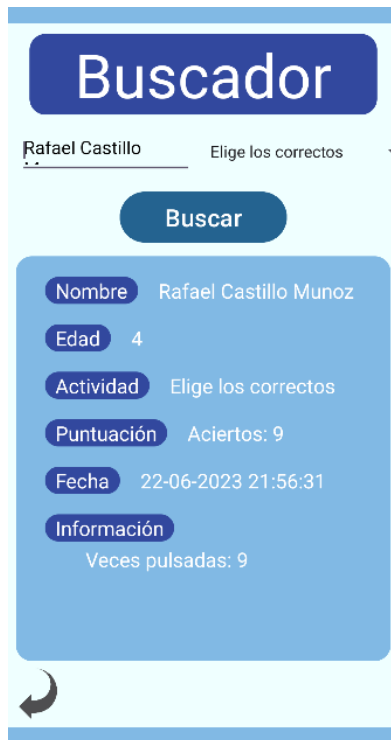 Buscador
Rafael Castillo
Elige los correctos
Buscar
Nombre Rafael Castillo Munoz
Edad 4
Actividad Elige los correctos
Puntuación Aciertos: 9
Fecha 22-06-2023 21:56:31
Información
Veces pulsadas: 9